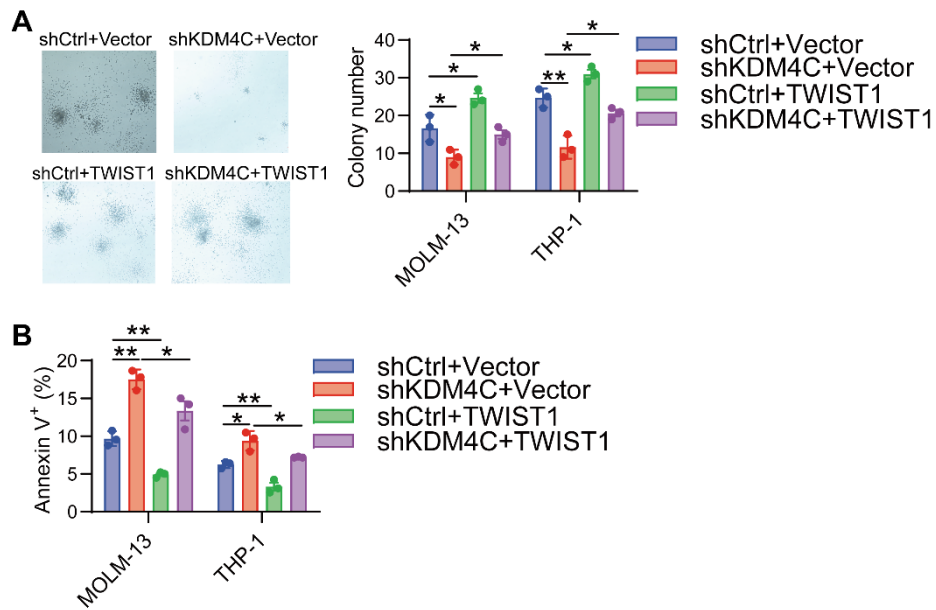 A
shCtrl+Vector shKDM4C+Vector
shCtrl+TWIST1 shKDM4C+TWIST1
Colony number
40
30
20
10
0
* * * * ** *
MOLM-13
THP-1
shCtrl+Vector
shKDM4C+Vector
shCtrl+TWIST1
shKDM4C+TWIST1
B
Annexin V⁺ (%)
20
15
10
5
0
** ** * ** * *
MOLM-13
THP-1
shCtrl+Vector
shKDM4C+Vector
shCtrl+TWIST1
shKDM4C+TWIST1